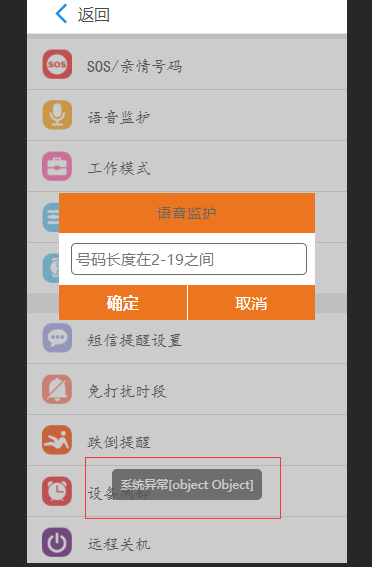 返回
SOS/亲情号码
SOS
语音监护
工作模式
语音监护
号码长度在2-19之间
确定
取消
短信提醒设置
免打扰时段
跌倒提醒
系统异常[object Object]
设备
远程关机